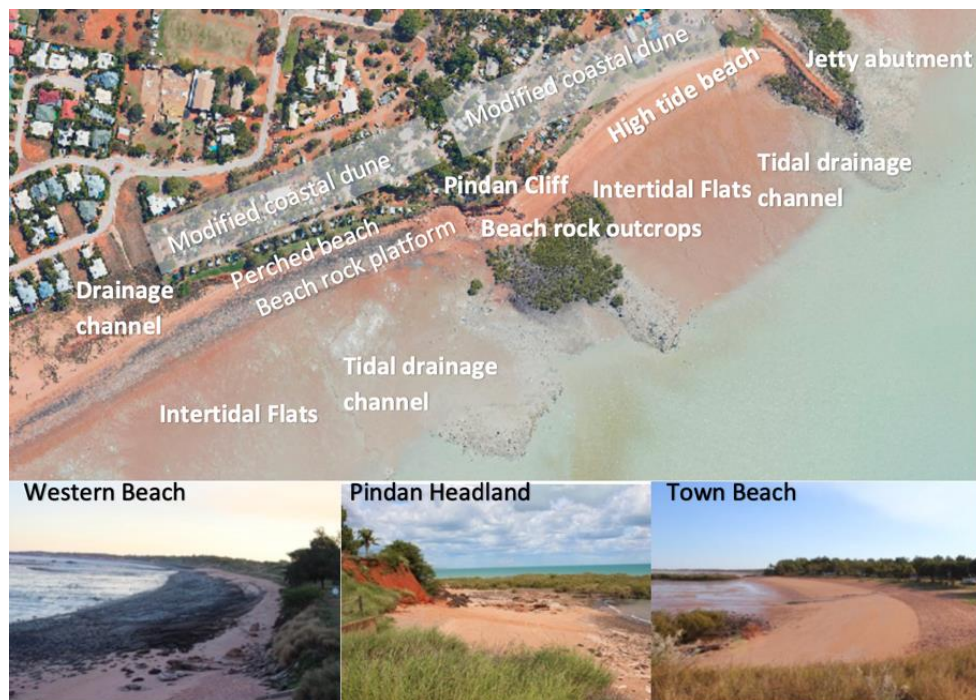 Jetty abutment
Modified coastal dune
High tide beach
Tidal drainage
channel
Pindan Cliff
Intertidal Flats
Modified coastal dune
Beach rock outcrops
Perched beach
Beach rock platform
Drainage
channel
Tidal drainage
channel
Intertidal Flats
Western Beach
Pindan Headland
Town Beach